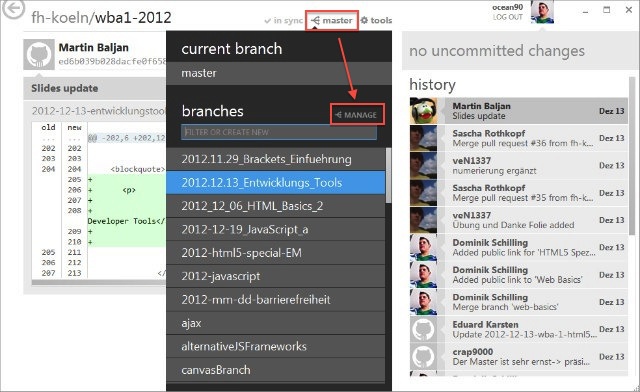 fh-koeln/wba1-2012
in sync
master
tools
ocean90
LOG OUT
Martin Baljan
ed6b039b028dacfe0f658
Slides update
2012-12-13-entwicklungstool
old new
... ... @@ -202,6 +202,12
202 202
203 203
204 204 <blockquote>
205 +
206 + <p>
207 +
208 +
Developer Tools</
209 +
210 +
205 211
206 212
207 213 </
current branch
master
branches
MANAGE
FILTER OR CREATE NEW
2012.11.29_Brackets_Einfuehrung
2012.12.13_Entwicklungs_Tools
2012_12_06_HTML_Basics_2
2012-12-19_JavaScript_a
2012-html5-special-EM
2012-javascript
2012-mm-dd-barrierefreiheit
ajax
alternativeJSFrameworks
canvasBranch
no uncommitted changes
history
Martin Baljan
Slides update
Dez 13
Sascha Rothkopf
Merge pull request #36 from fh-k...
Dez 13
veN1337
numerierung ergänzt
Dez 13
Sascha Rothkopf
Merge pull request #35 from fh-k...
Dez 13
veN1337
Übung und Danke Folie added
Dez 13
Dominik Schilling
Added public link for 'HTML5 Spez...
Dez 13
Dominik Schilling
Added public link to 'Web Basics'
Dez 13
Dominik Schilling
Merge branch 'web-basics'
Dez 13
Eduard Karsten
Update 2012-12-13-wba-1-html5...
Dez 13
crap9000
Der Master ist sehr ernst-> präsi...
Dez 13